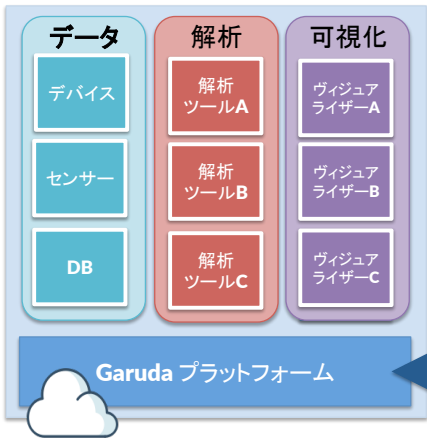 データ
デバイス
センサー
DB
解析
解析
ツールA
解析
ツールB
解析
ツールC
可視化
ヴィジュア
ライザーA
ヴィジュア
ライザーB
ヴィジュア
ライザーC
Garuda プラットフォーム